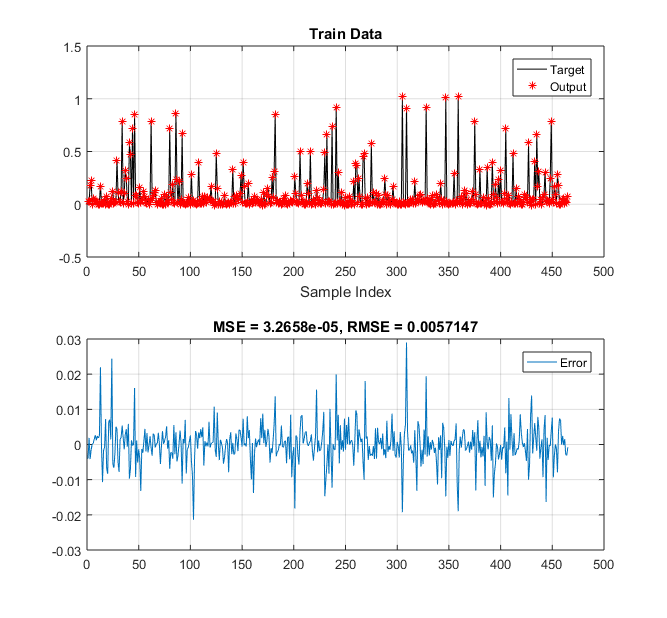 Train Data
1.5
1
0.5
0
-0.5
Target
Output
0 50 100 150 200 250 300 350 400 450 500
Sample Index
MSE = 3.2658e-05, RMSE = 0.0057147
0.03
0.02
0.01
0
-0.01
-0.02
-0.03
Error
0 50 100 150 200 250 300 350 400 450 500